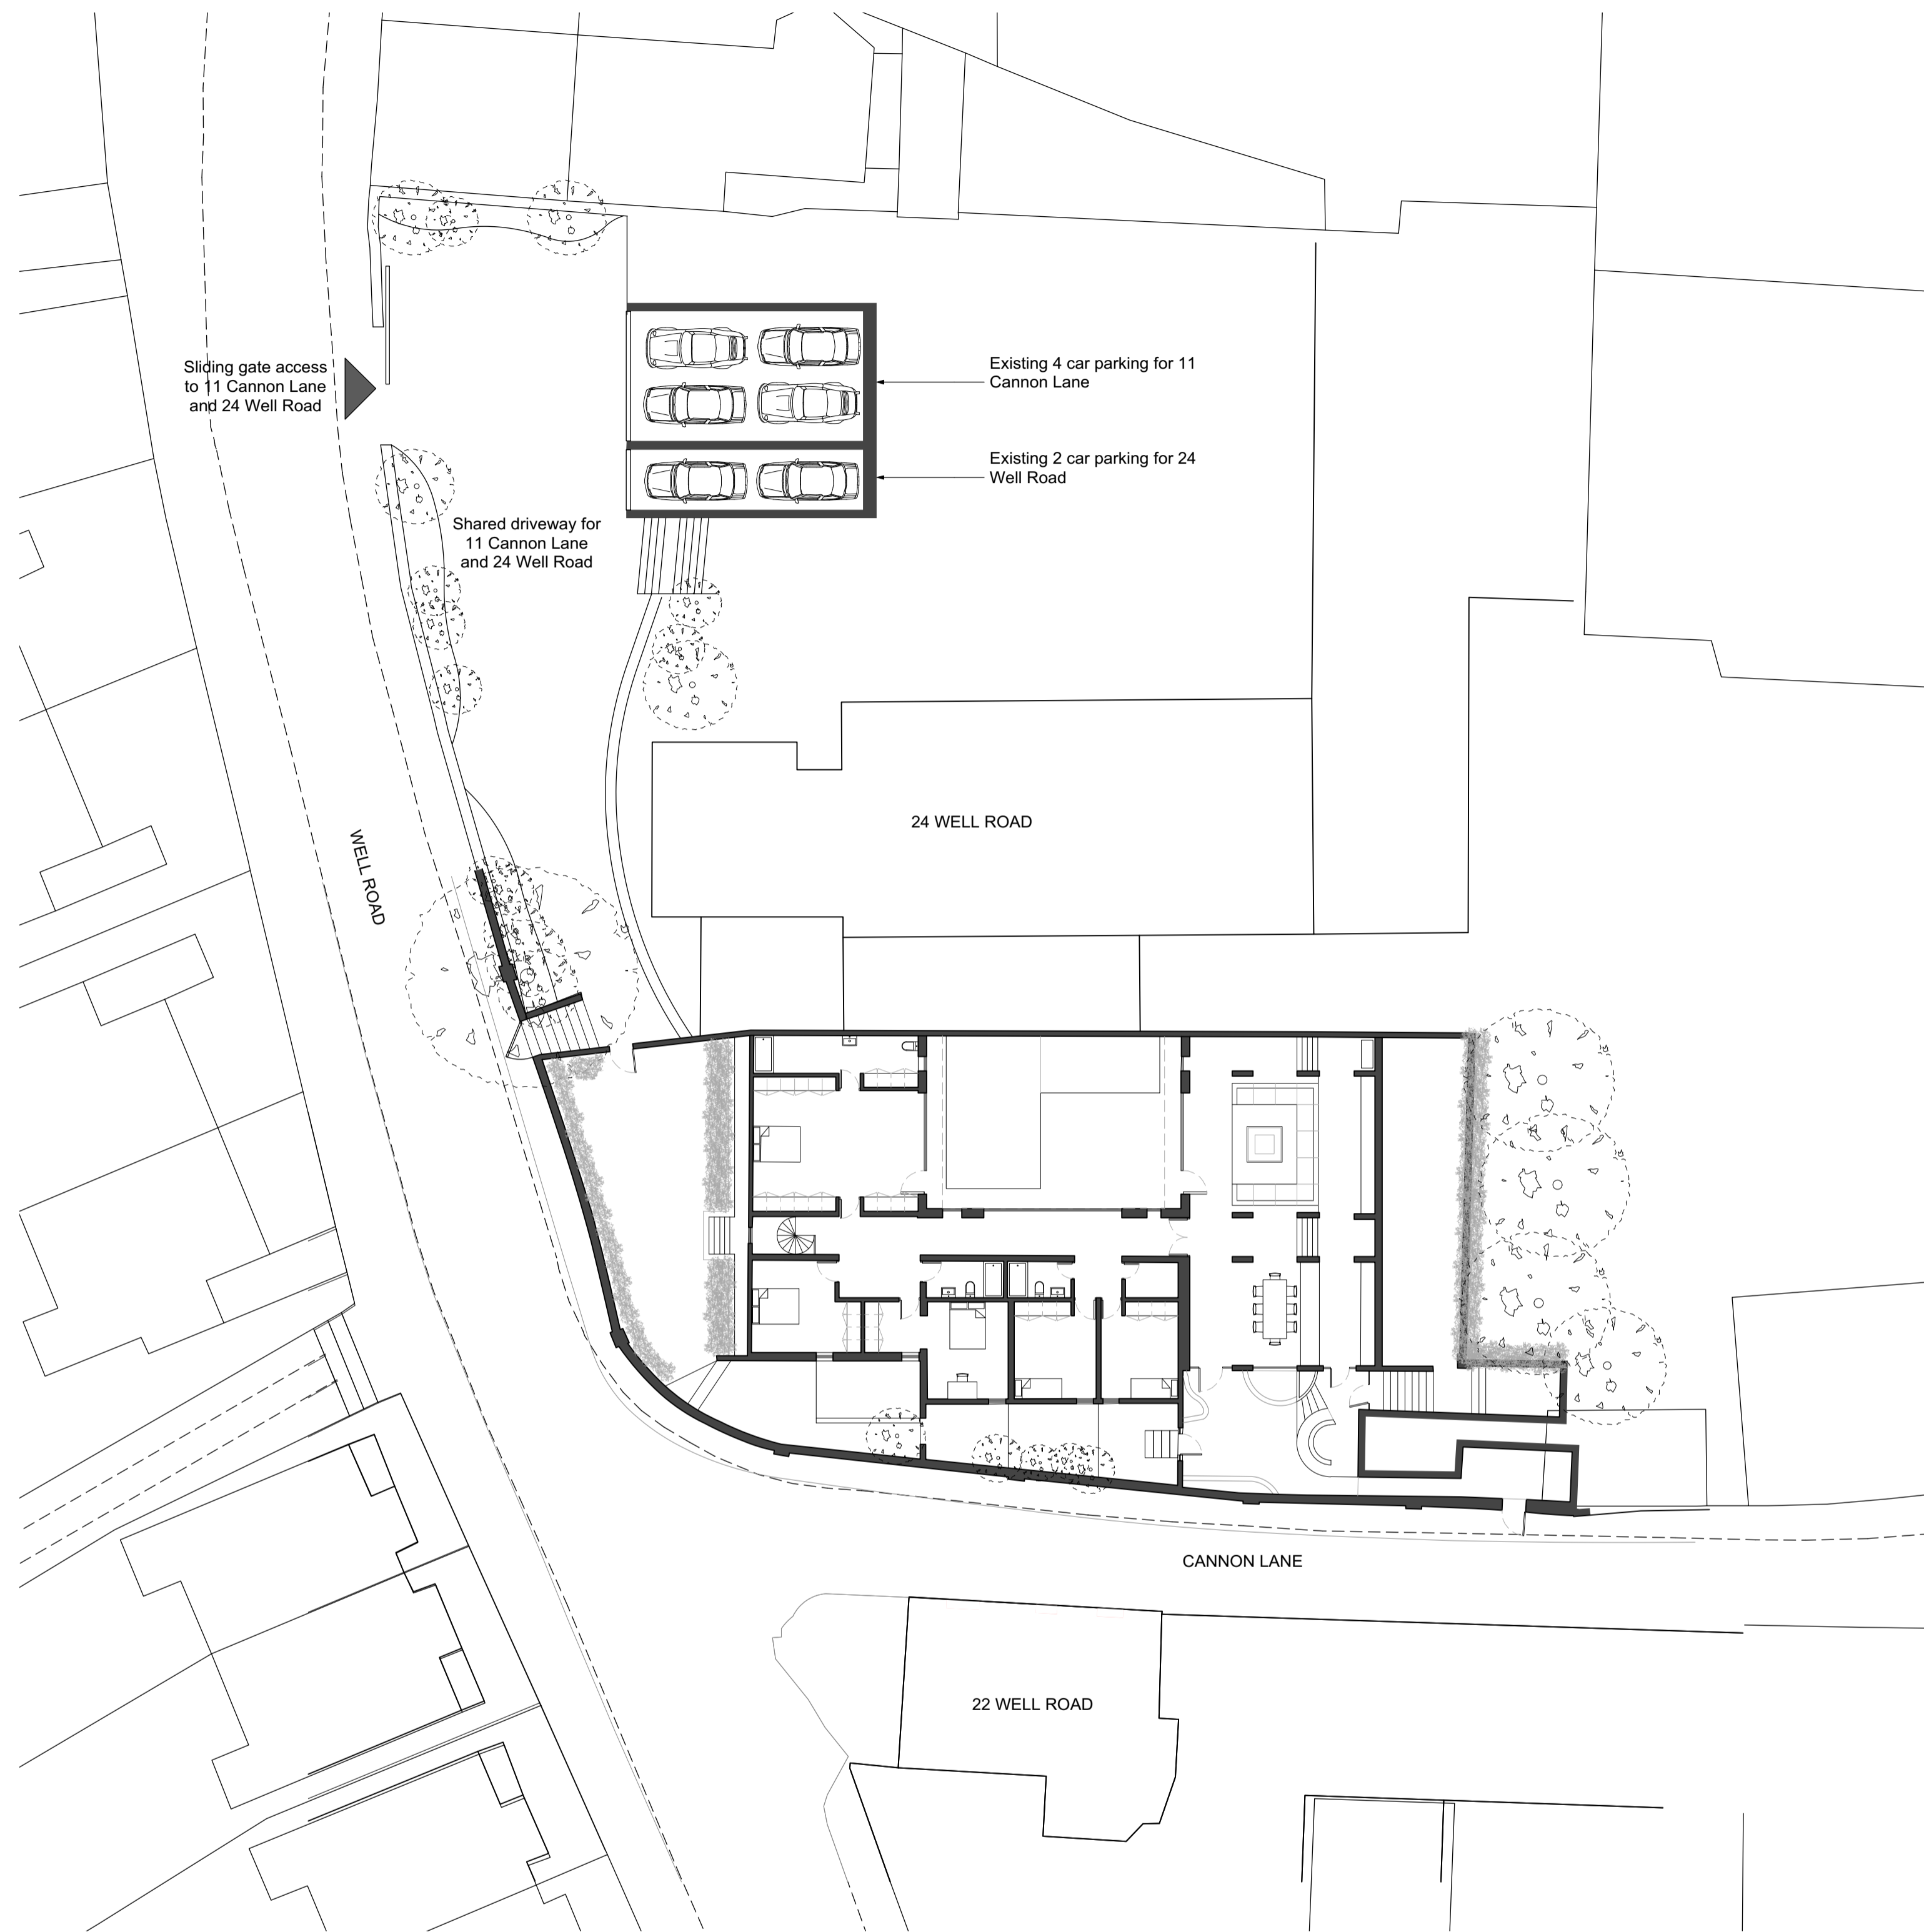 Sliding gate access
to 11 Cannon Lane
and 24 Well Road
Existing 4 car parking for 11
Cannon Lane
Existing 2 car parking for 24
Well Road
Shared driveway for
11 Cannon Lane
and 24 Well Road
24 WELL ROAD
WELL ROAD
CANNON LANE
22 WELL ROAD